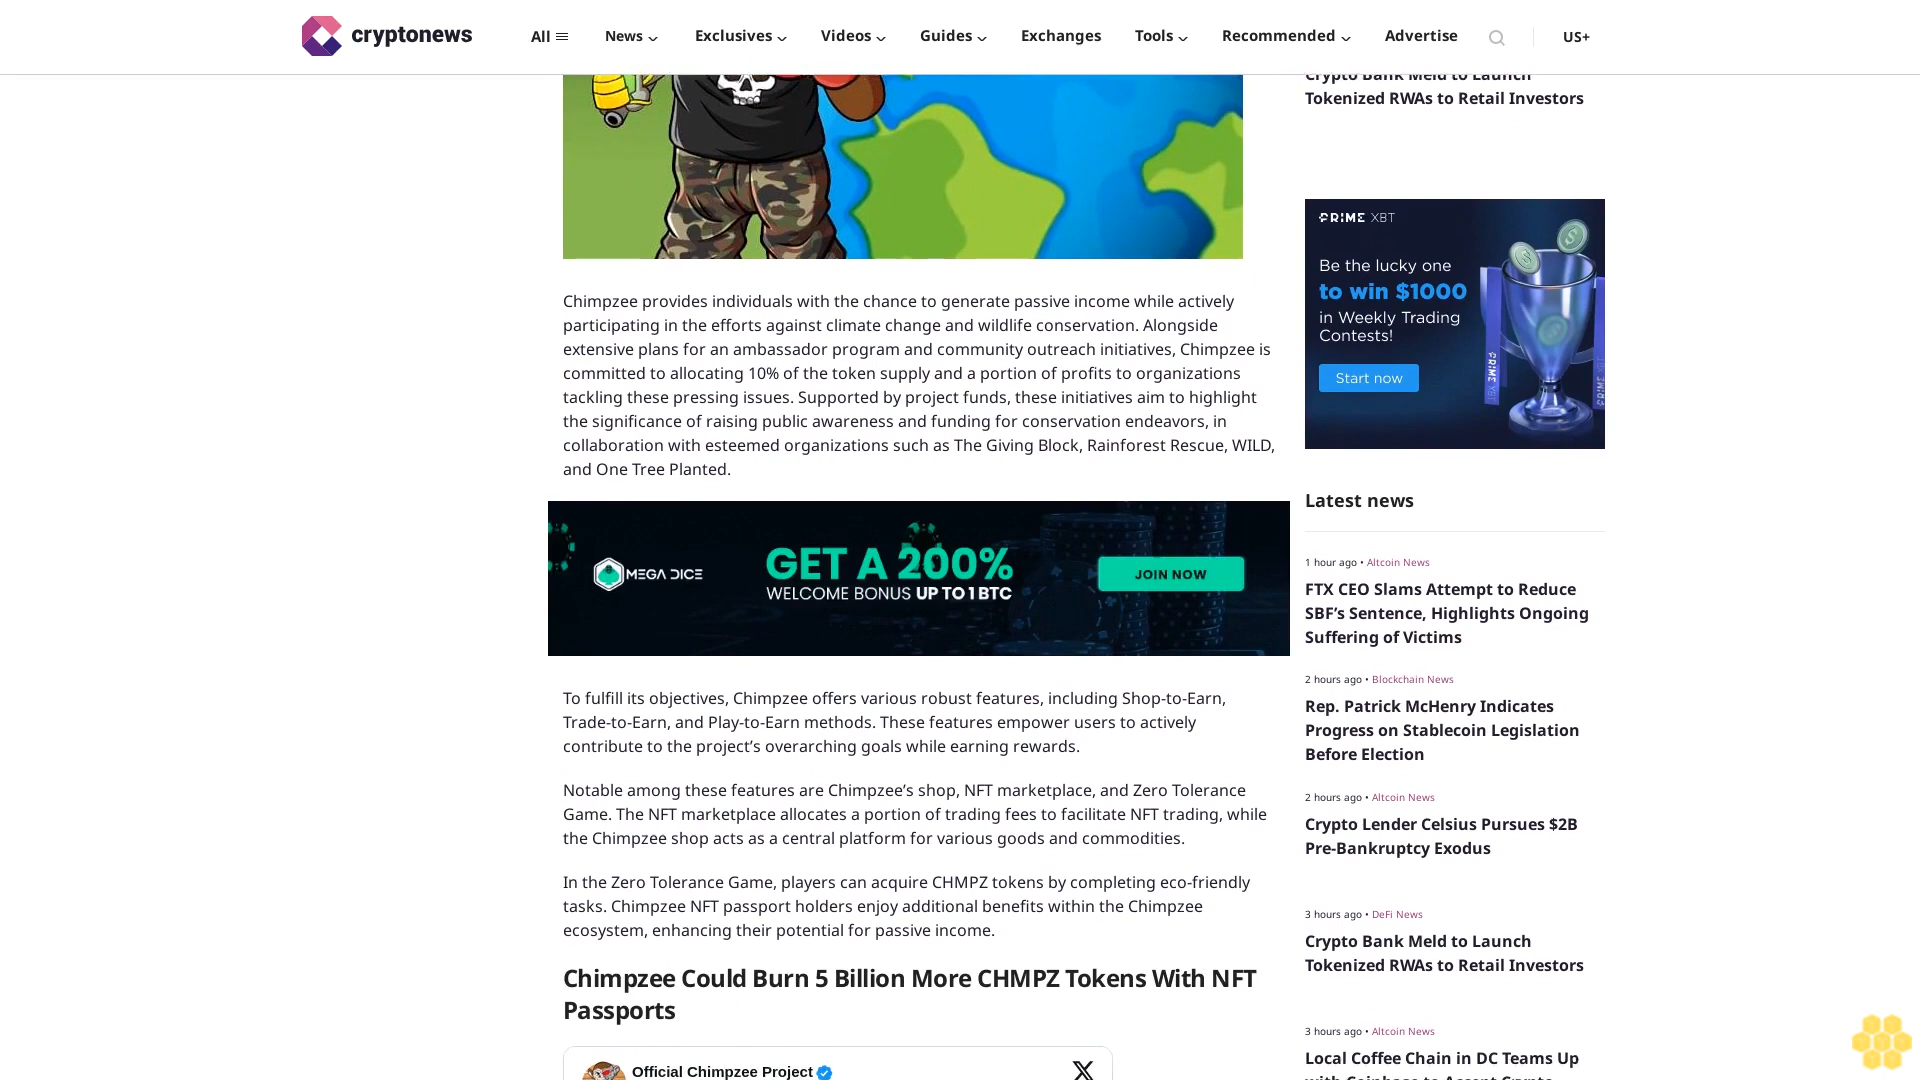 cryptonews
All
News
Exclusives
Videos
Guides
Exchanges
Tools
Recommended
Advertise
US+
Chimpzee provides individuals with the chance to generate passive income while actively
participating in the efforts against climate change and wildlife conservation. Alongside
extensive plans for an ambassador program and community outreach initiatives, Chimpzee is
committed to allocating 10% of the token supply and a portion of profits to organizations
tackling these pressing issues. Supported by project funds, these initiatives aim to highlight
the significance of raising public awareness and funding for conservation endeavors, in
collaboration with esteemed organizations such as The Giving Block, Rainforest Rescue, WILD,
and One Tree Planted.
MEGA DICE
GET A 200%
WELCOME BONUS UP TO 1 BTC
JOIN NOW
To fulfill its objectives, Chimpzee offers various robust features, including Shop-to-Earn,
Trade-to-Earn, and Play-to-Earn methods. These features empower users to actively
contribute to the project’s overarching goals while earning rewards.
Notable among these features are Chimpzee’s shop, NFT marketplace, and Zero Tolerance
Game. The NFT marketplace allocates a portion of trading fees to facilitate NFT trading, while
the Chimpzee shop acts as a central platform for various goods and commodities.
In the Zero Tolerance Game, players can acquire CHMPZ tokens by completing eco-friendly
tasks. Chimpzee NFT passport holders enjoy additional benefits within the Chimpzee
ecosystem, enhancing their potential for passive income.
Chimpzee Could Burn 5 Billion More CHMPZ Tokens With NFT
Passports
Official Chimpzee Project
Crypto Bank Meld to Launch
Tokenized RWAs to Retail Investors
PRIME XBT
Be the lucky one
to win $1000
in Weekly Trading
Contests!
Start now
PRIME XBT
Latest news
1 hour ago • Altcoin News
FTX CEO Slams Attempt to Reduce
SBF’s Sentence, Highlights Ongoing
Suffering of Victims
2 hours ago • Blockchain News
Rep. Patrick McHenry Indicates
Progress on Stablecoin Legislation
Before Election
2 hours ago • Altcoin News
Crypto Lender Celsius Pursues $2B
Pre-Bankruptcy Exodus
3 hours ago • DeFi News
Crypto Bank Meld to Launch
Tokenized RWAs to Retail Investors
3 hours ago • Altcoin News
Local Coffee Chain in DC Teams Up
with Coinbase to Accept Crypto